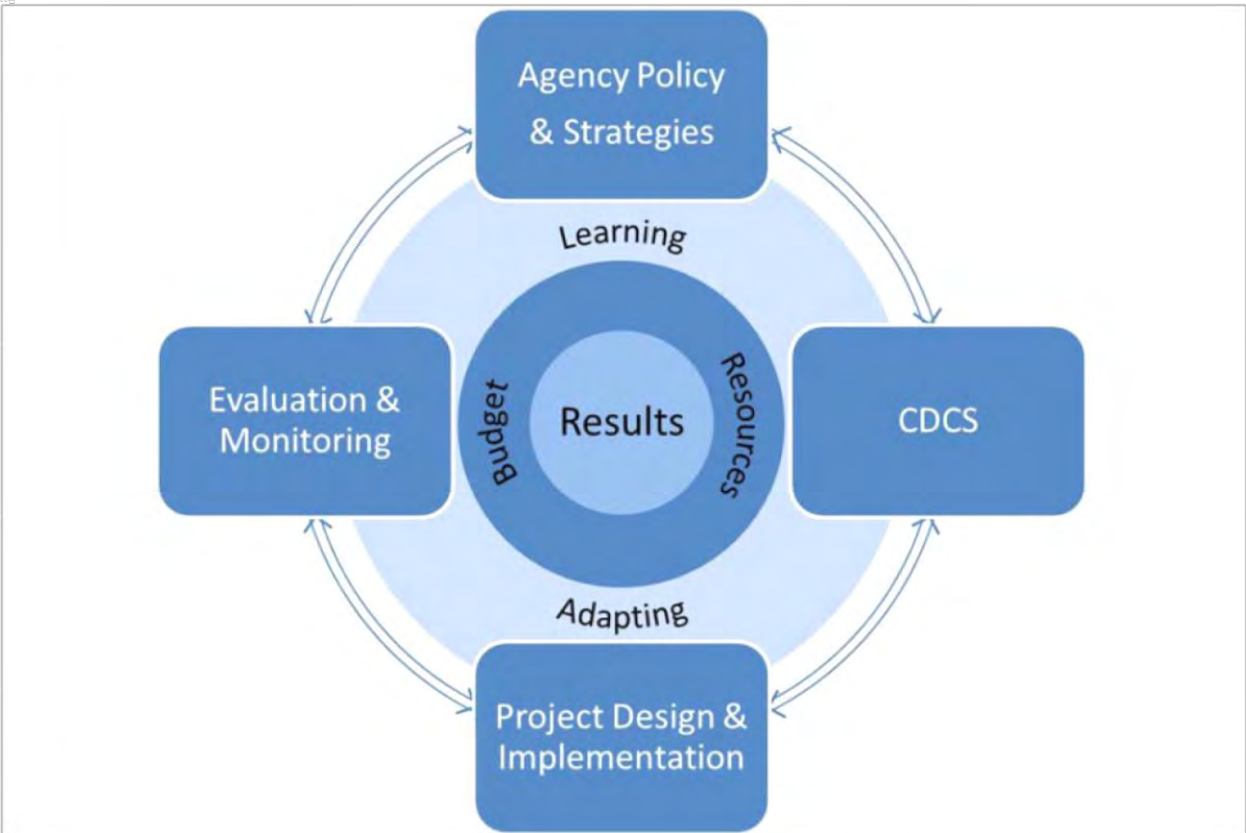 Agency Policy
& Strategies
Learning
Evaluation &
Monitoring
Budget
Results
Resources
CDCS
Adapting
Project Design &
Implementation